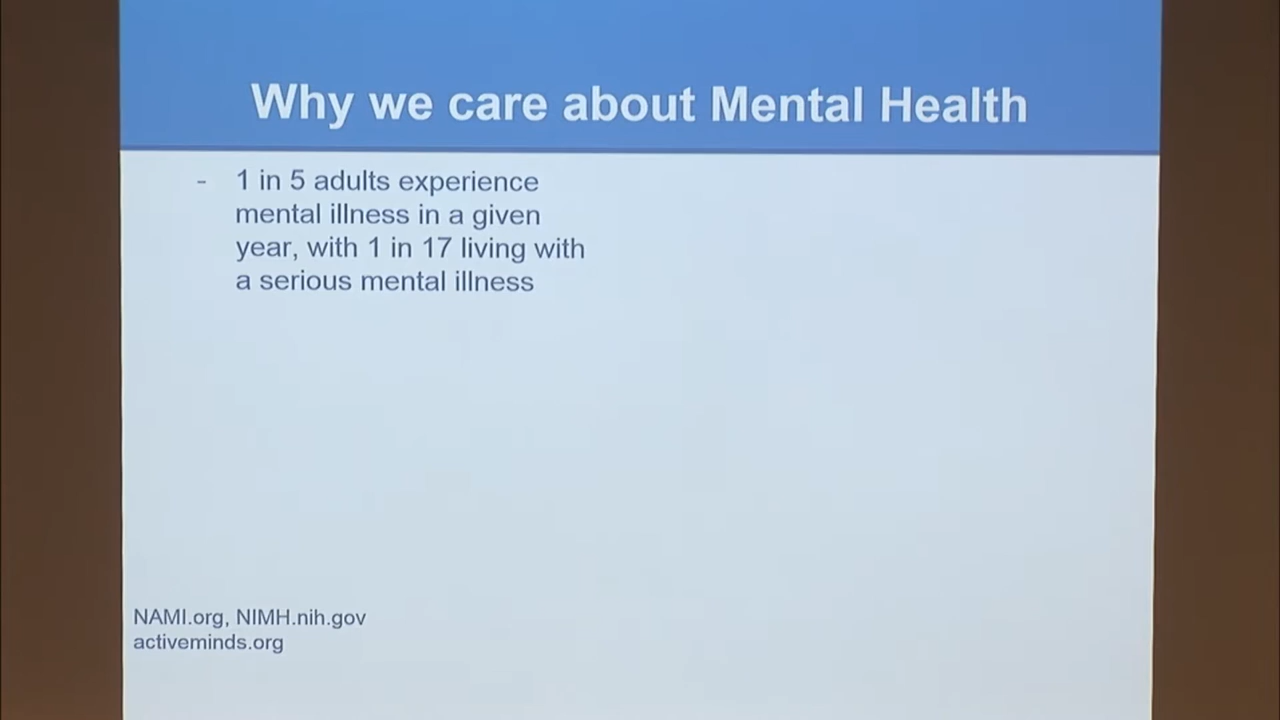 Why we care about Mental Health
- 1 in 5 adults experience
mental illness in a given
year, with 1 in 17 living with
a serious mental illness
NAMI.org, NIMH.nih.gov
activeminds.org